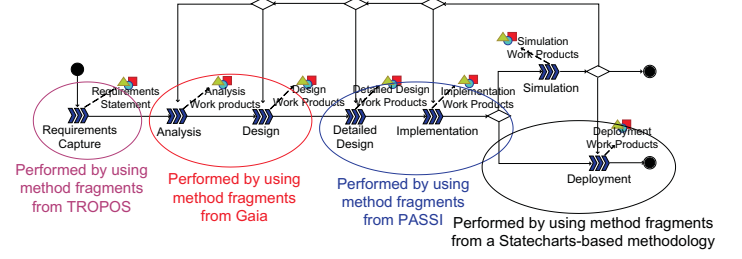 Simulation
Work Products
Simulation
Requirements
Statement
Analysis
Work products
Design
Work Products
Detailed Design
Work Products
Implementation
Work Products
Requirements
Capture
Analysis
Design
Detailed
Design
Implementation
Deployment
Work Products
Deployment
Performed by using
method fragments
from TROPOS
Performed by using
method fragments
from Gaia
Performed by using
method fragments
from PASSI
Performed by using method fragments
from a Statecharts-based methodology